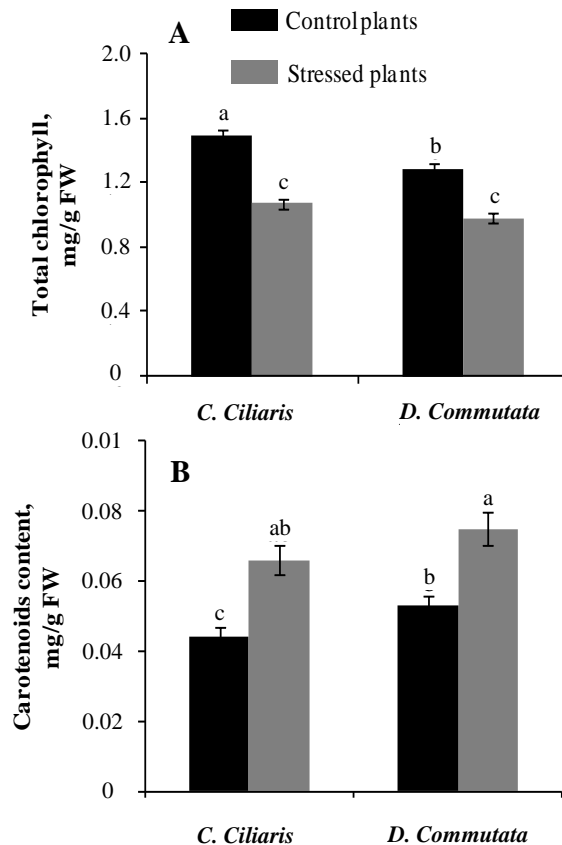 A
Control plants
Stressed plants
Total chlorophyll,
mg/g FW
2.0
1.6
1.2
0.8
0.4
0
a
c
b
c
C. Ciliaris
D. Commutata
B
Carotenoids content,
mg/g FW
0.01
0.08
0.06
0.04
0.02
0
c
ab
b
a
C. Ciliaris
D. Commutata